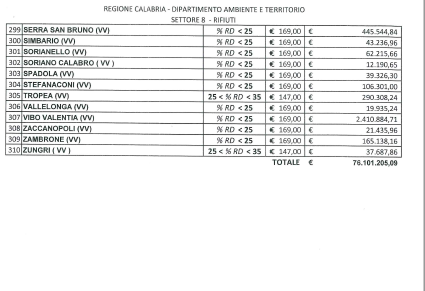 REGIONE CALABRIA - DIPARTIMENTO AMBIENTE E TERRITORIO
SETTORE 8 - RIFIUTI
299 SERRA SAN BRUNO (VV) % RD < 25 € 169,00 € 445.544,84
300 SIMBARIO (VV) % RD < 25 € 169,00 € 43.236,96
301 SORIANELLO (VV) % RD < 25 € 169,00 € 62.215,66
302 SORIANO CALABRO ( VV ) % RD < 25 € 169,00 € 12.190,65
303 SPADOLA (VV) % RD < 25 € 169,00 € 39.326,30
304 STEFANACONI (VV) % RD < 25 € 169,00 € 106.301,00
305 TROPEA (VV) 25 < % RD < 35 € 147,00 € 290.308,24
306 VALLELONGA (VV) % RD < 25 € 169,00 € 19.935,24
307 VIBO VALENTIA (VV) % RD < 25 € 169,00 € 2.410.884,71
308 ZACCANOPOLI (VV) % RD < 25 € 169,00 € 21.435,96
309 ZAMBRONE (VV) % RD < 25 € 169,00 € 165.138,16
310 ZUNGRI ( VV ) 25 < % RD < 35 € 147,00 € 37.687,86
TOTALE € 76.101.205,09